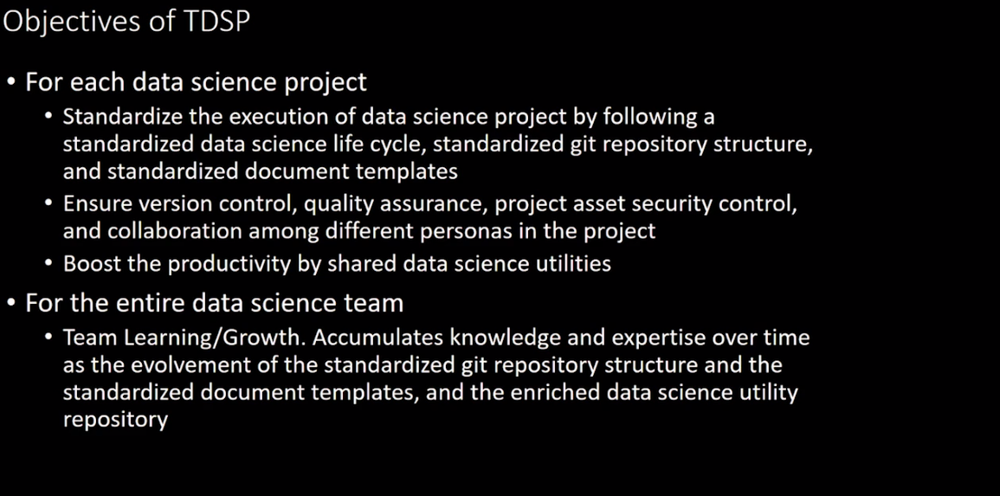 Objectives of TDSP
• For each data science project
• Standardize the execution of data science project by following a
standardized data science life cycle, standardized git repository structure,
and standardized document templates
• Ensure version control, quality assurance, project asset security control,
and collaboration among different personas in the project
• Boost the productivity by shared data science utilities
• For the entire data science team
• Team Learning/Growth. Accumulates knowledge and expertise over time
as the evolvement of the standardized git repository structure and the
standardized document templates, and the enriched data science utility
repository